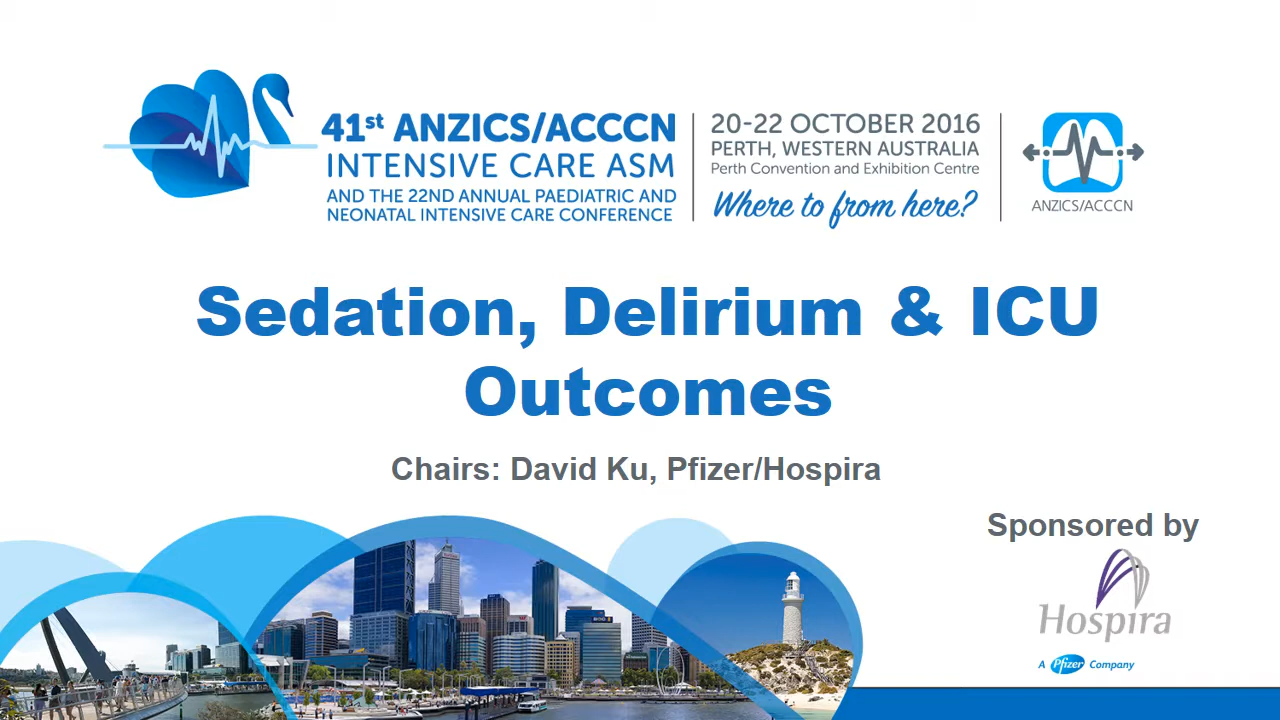 41st ANZICS/ACCCN
INTENSIVE CARE ASM
AND THE 22ND ANNUAL PAEDIATRIC AND
NEONATAL INTENSIVE CARE CONFERENCE
20-22 OCTOBER 2016
PERTH, WESTERN AUSTRALIA
Perth Convention and Exhibition Centre
Where to from here?
ANZICS/ACCCN
Sedation, Delirium & ICU
Outcomes
Chairs: David Ku, Pfizer/Hospira
Sponsored by
Hospira
A Pfizer Company